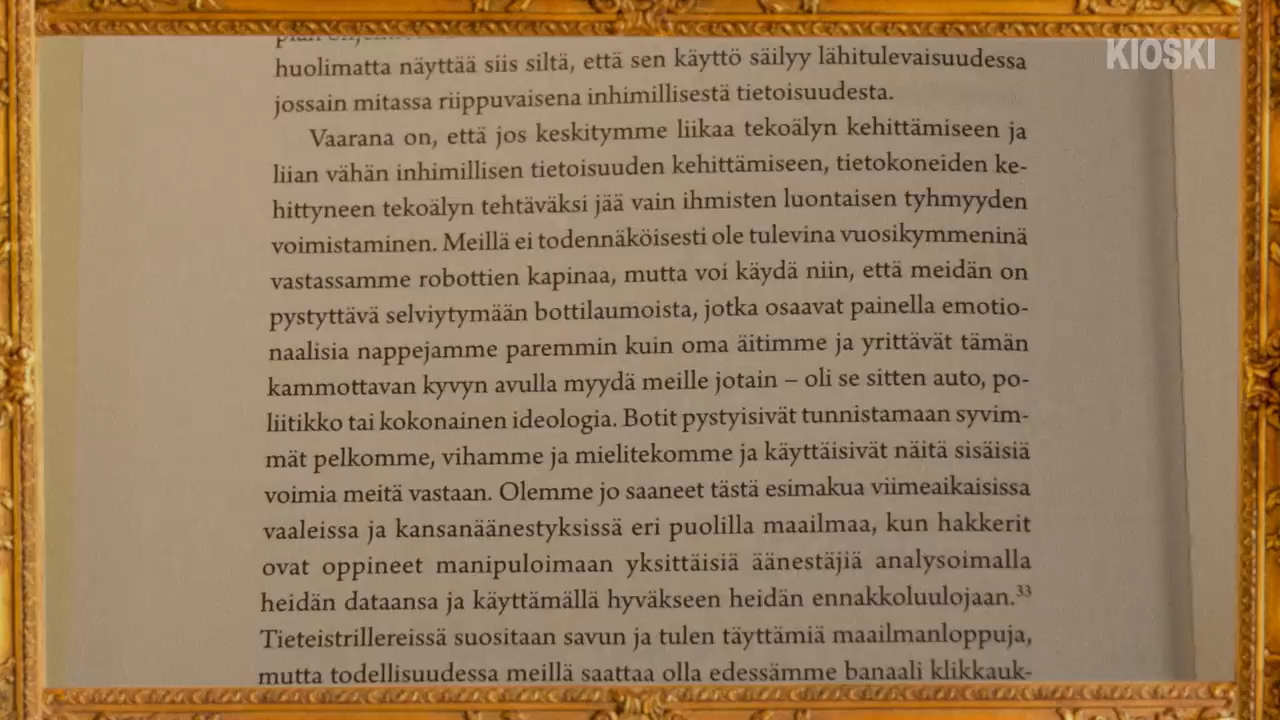 KIOSKI
huolimatta näyttää siis siltä, että sen käyttö säilyy lähitulevaisuudessa
jossain mitassa riippuvaisena inhimillisestä tietoisuudesta.
Vaarana on, että jos keskitymme liikaa tekoälyn kehittämiseen ja
liian vähän inhimillisen tietoisuuden kehittämiseen, tietokoneiden ke-
hittyneen tekoälyn tehtäväksi jää vain ihmisten luontaisen tyhmyyden
voimistaminen. Meillä ei todennäköisesti ole tulevina vuosikymmeninä
vastassamme robottien kapinaa, mutta voi käydä niin, että meidän on
pystyttävä selviytymään bottilaumoista, jotka osaavat painella emotio-
naalisia nappejamme paremmin kuin oma äitimme ja yrittävät tämän
kammottavan kyvyn avulla myydä meille jotain – oli se sitten auto, po-
liitikko tai kokonainen ideologia. Botit pystyisivät tunnistamaan syvim-
mät pelkomme, vihamme ja mielitekomme ja käyttäisivät näitä sisäisiä
voimia meitä vastaan. Olemme jo saaneet tästä esimakua viimeaikaisissa
vaaleissa ja kansanäänestyksissä eri puolilla maailmaa, kun hakkerit
ovat oppineet manipuloimaan yksittäisiä äänestäjiä analysoimalla
heidän dataansa ja käyttämällä hyväkseen heidän ennakkoluulojaan.³³
Tieteistrillereissä suositaan savun ja tulen täyttämiä maailmanloppuja,
mutta todellisuudessa meillä saattaa olla edessämme banaali klikkauk-